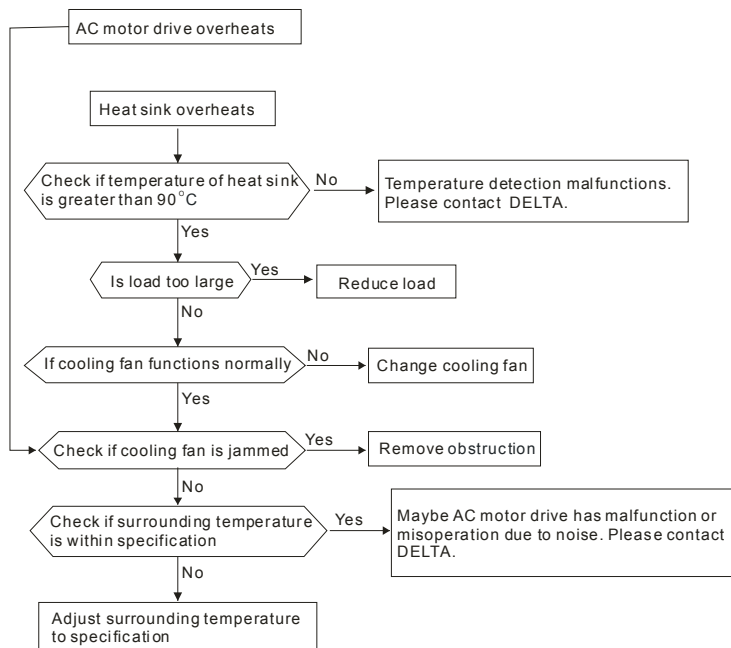 AC motor drive overheats
Heat sink overheats
Check if temperature of heat sink
is greater than 90°C
No
Temperature detection malfunctions.
Please contact DELTA.
Yes
Is load too large
Yes
Reduce load
No
If cooling fan functions normally
No
Change cooling fan
Yes
Check if cooling fan is jammed
Yes
Remove obstruction
No
Check if surrounding temperature
is within specification
Yes
Maybe AC motor drive has malfunction or
misoperation due to noise. Please contact
DELTA.
No
Adjust surrounding temperature
to specification